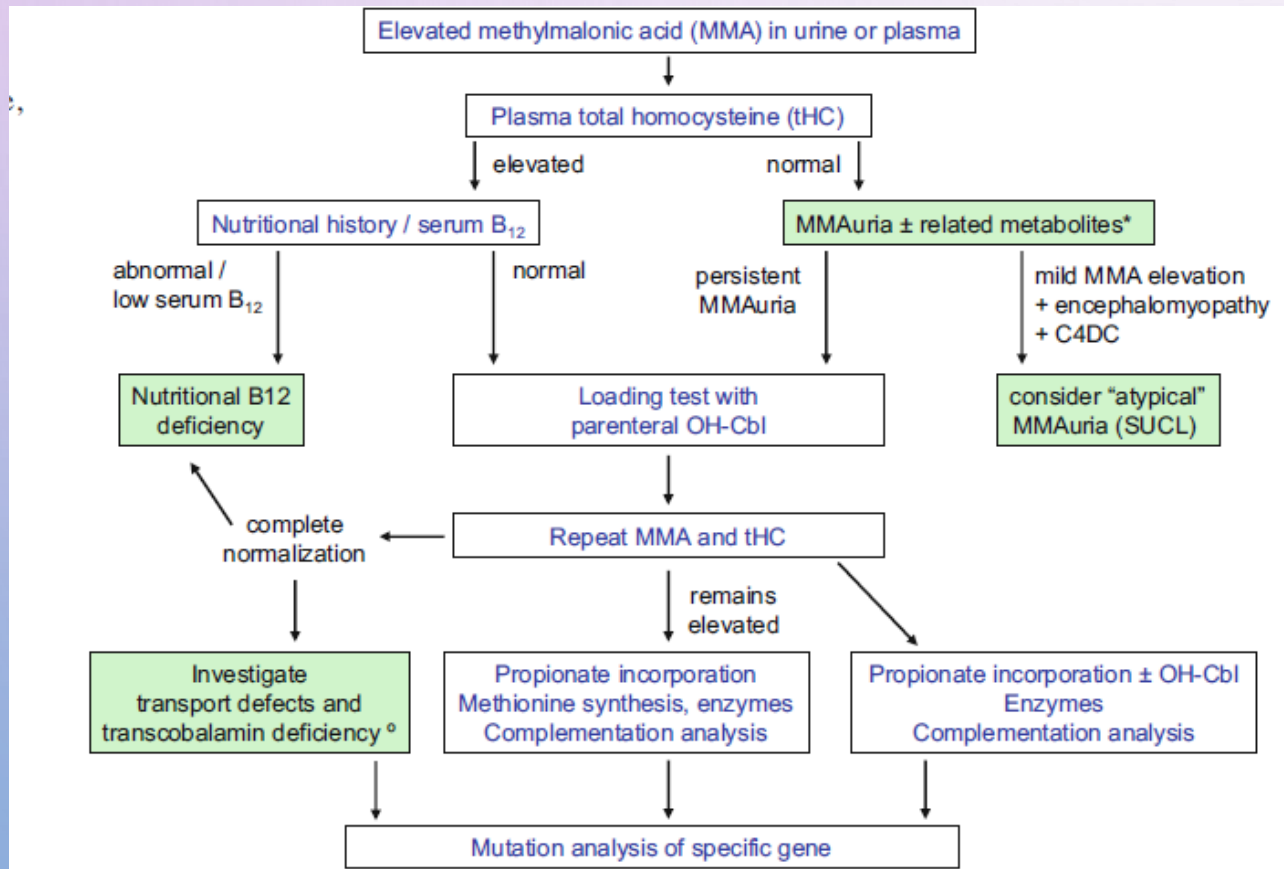 Elevated methylmalonic acid (MMA) in urine or plasma
Plasma total homocysteine (tHC)
elevated
normal
Nutritional history / serum B₁₂
MMAuria ± related metabolites*
abnormal /
low serum B₁₂
normal
persistent
MMAuria
mild MMA elevation
+ encephalomyopathy
+ C4DC
Nutritional B12
deficiency
Loading test with
parenteral OH-Cbl
consider “atypical”
MMAuria (SUCL)
complete
normalization
Repeat MMA and tHC
remains
elevated
Investigate
transport defects and
transcobalamin deficiency º
Propionate incorporation
Methionine synthesis, enzymes
Complementation analysis
Propionate incorporation ± OH-Cbl
Enzymes
Complementation analysis
Mutation analysis of specific gene